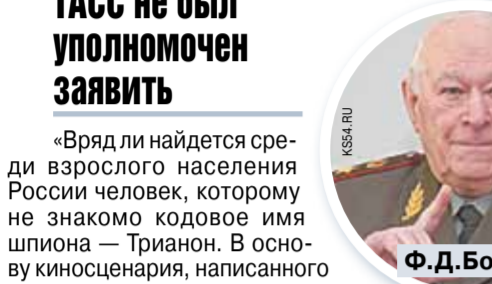 ТАСС не был
уполномочен
заявить
«Вряд ли найдется сре-
ди взрослого населения
России человек, которому
не знакомо кодовое имя
шпиона — Трианон. В осно-
ву киносценария, написанного
KS54.RU
Ф.Д.Бо